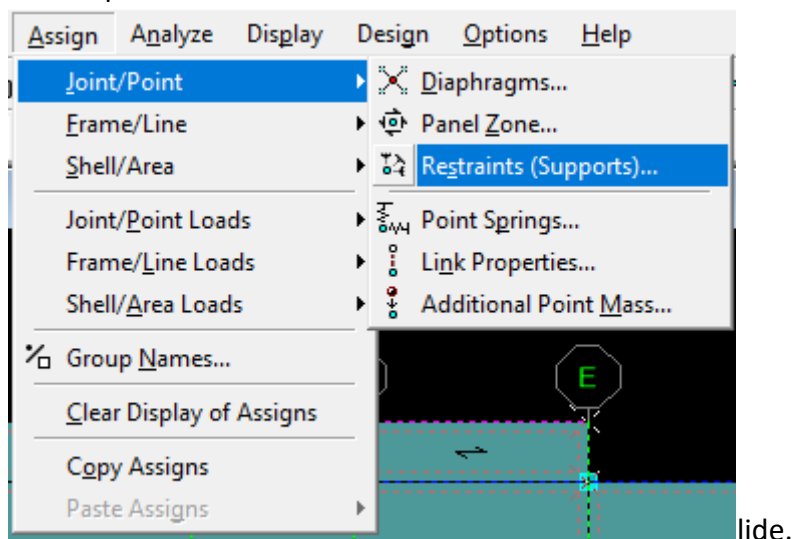 Assign Analyze Display Design Options Help
Joint/Point
Diaphragms...
Frame/Line
Panel Zone...
Shell/Area
Restraints (Supports)...
Joint/Point Loads
Point Springs...
Frame/Line Loads
Link Properties...
Shell/Area Loads
Additional Point Mass...
Group Names...
E
Clear Display of Assigns
Copy Assigns
Paste Assigns
lide.